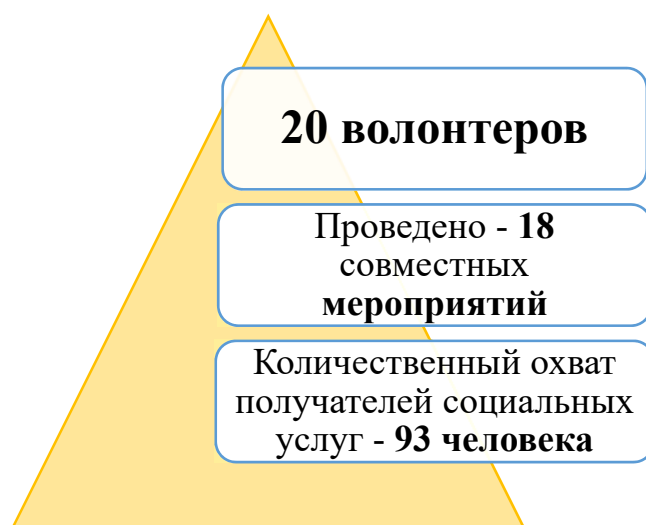 20 волонтеров
Проведено - 18
совместных
мероприятий
Количественный охват
получателей социальных
услуг - 93 человека